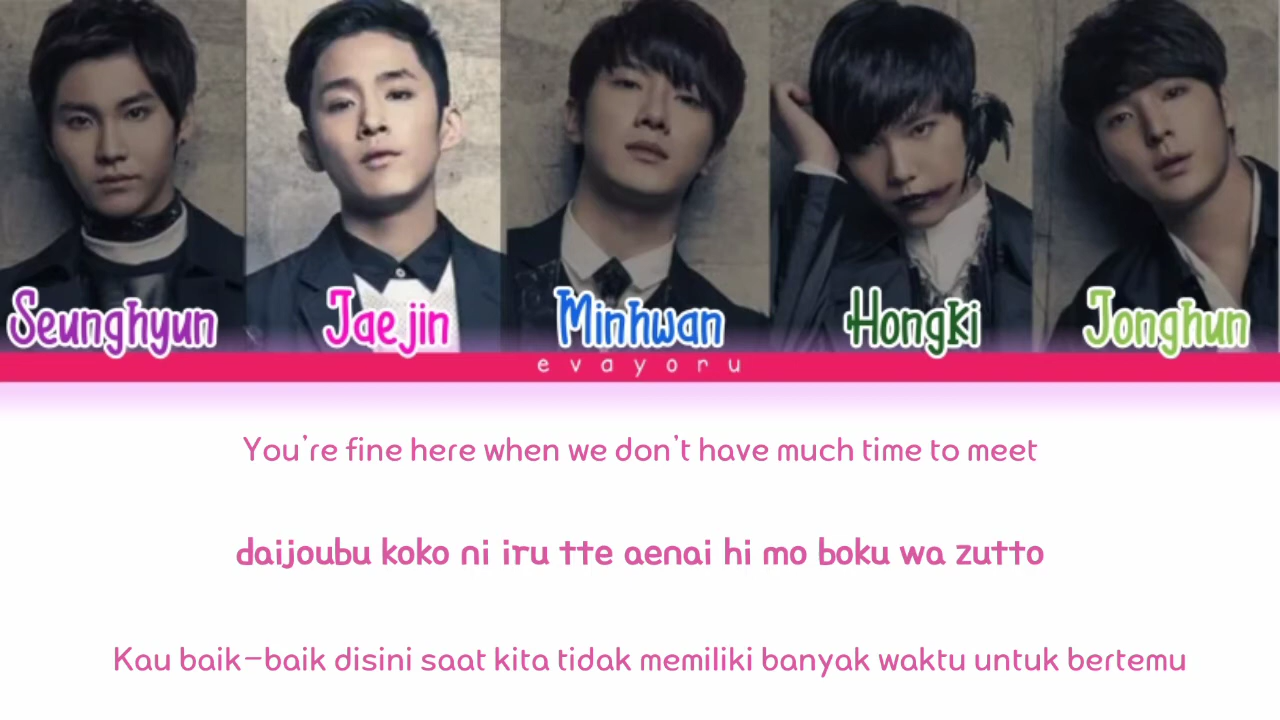 Seunghyun Jaejin Minhwan Hongki Jonghun
evayoru
You're fine here when we don't have much time to meet
daijoubu koko ni iru tte aenai hi mo boku wa zutto
Kau baik-baik disini saat kita tidak memiliki banyak waktu untuk bertemu